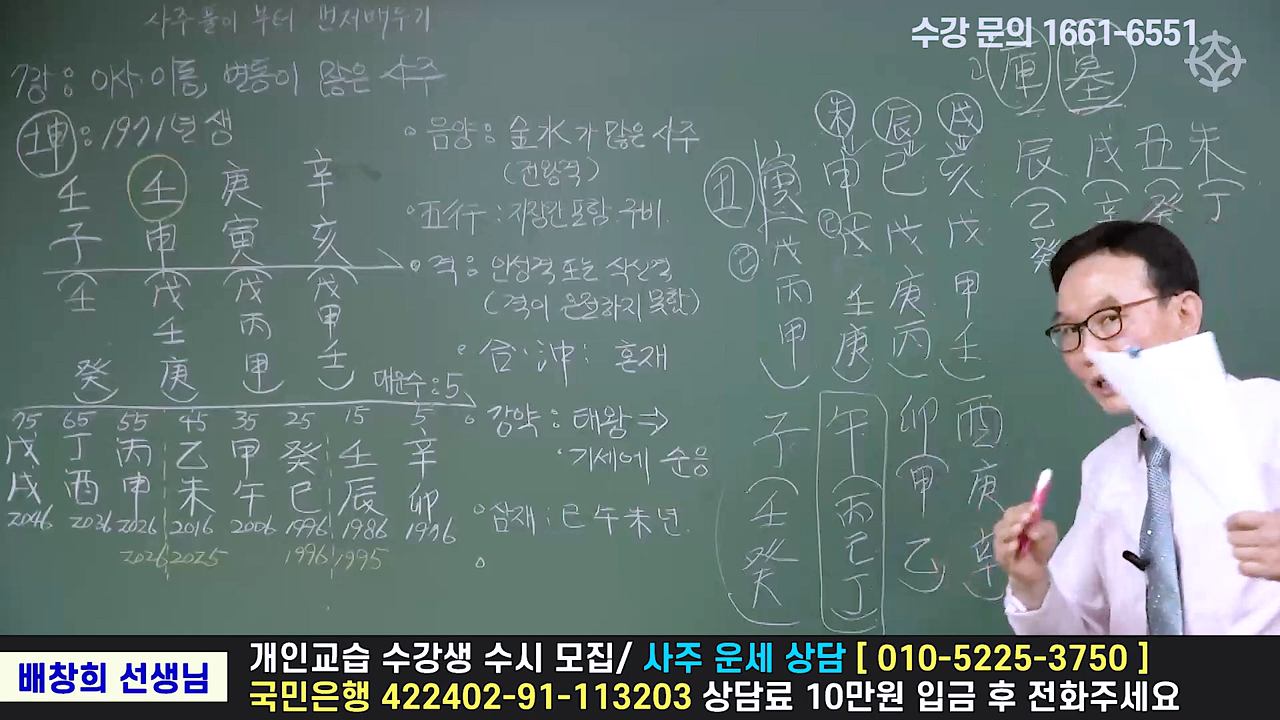 사주풀이 부터 먼저배우기
수강 문의 1661-6551
7강 : 이사 이동, 변동이 많은 사주
坤 : 1971년생
壬 壬 庚 辛
子 申 寅 亥
壬 戊 戊 戊
壬 丙 甲
癸 庚 甲 壬
대운수 : 5
75 65 55 45 35 25 15 5
戊 丁 丙 乙 甲 癸 壬 辛
戌 酉 申 未 午 巳 辰 卯
2046 2036 2026 2016 2006 1996 1986 1976
2026 2025 1996 1995
음양 : 金水가 많은 사주
(전왕격)
五行 : 지장간포함 구비.
격 : 인성격 또는 식신격
(격이 온전하지 못함)
合 : 沖 : 혼재
강약 : 태왕 ⇒
기세에 순응
삼재 : 巳午未년.
2) 庫 墓
未 辰 戌
丑 寅 申 巳 亥
戊 戊 戊 戊
丙 壬 庚 甲
甲 庚 丙 壬
辰 戌 丑 未
乙 辛 癸 丁
癸
子 午 卯 酉
壬 丙 甲 庚
癸 己 乙 辛
丁
배창희 선생님
개인교습 수강생 수시 모집/ 사주 운세 상담 [ 010-5225-3750 ]
국민은행 422402-91-113203 상담료 10만원 입금 후 전화주세요